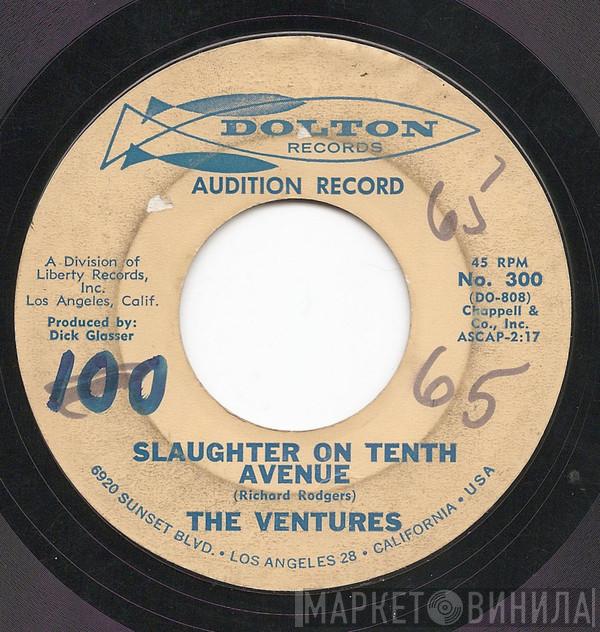 DOLTON
RECORDS
AUDITION RECORD
65
A Division of
Liberty Records,
Inc.
Los Angeles, Calif.
Produced by:
Dick Glasser
45 RPM
No. 300
(DO-808)
Chappell &
Co., Inc.
ASCAP-2:17
100
65
SLAUGHTER ON TENTH
AVENUE
(Richard Rodgers)
THE VENTURES
6920 SUNSET BLVD. • LOS ANGELES 28 • CALIFORNIA • USA
МАРКЕТ ВИНИЛА